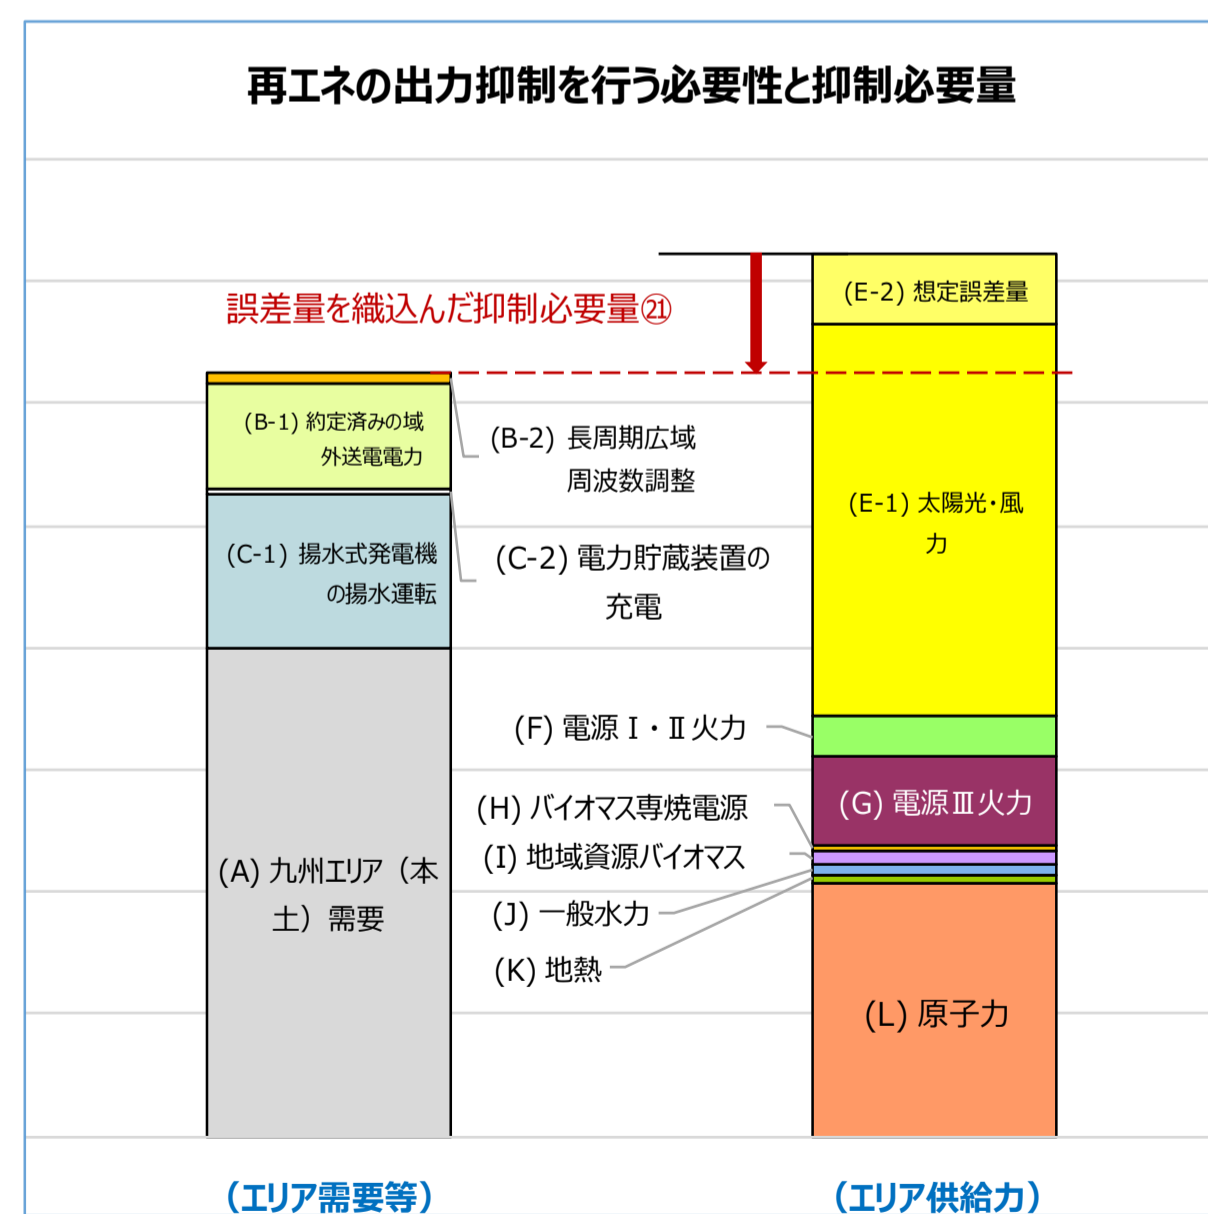 再エネの出力抑制を行う必要性と抑制必要量
(E-2) 想定誤差量
誤差量を織込んだ抑制必要量㉑
(B-1) 約定済みの域
外送電電力
(B-2) 長周期広域
周波数調整
(E-1) 太陽光・風
力
(C-1) 揚水式発電機
の揚水運転
(C-2) 電力貯蔵装置の
充電
(F) 電源Ⅰ・Ⅱ火力
(G) 電源Ⅲ火力
(H) バイオマス専焼電源
(I) 地域資源バイオマス
(A) 九州エリア（本
土）需要
(J) 一般水力
(K) 地熱
(L) 原子力
（エリア需要等）
（エリア供給力）